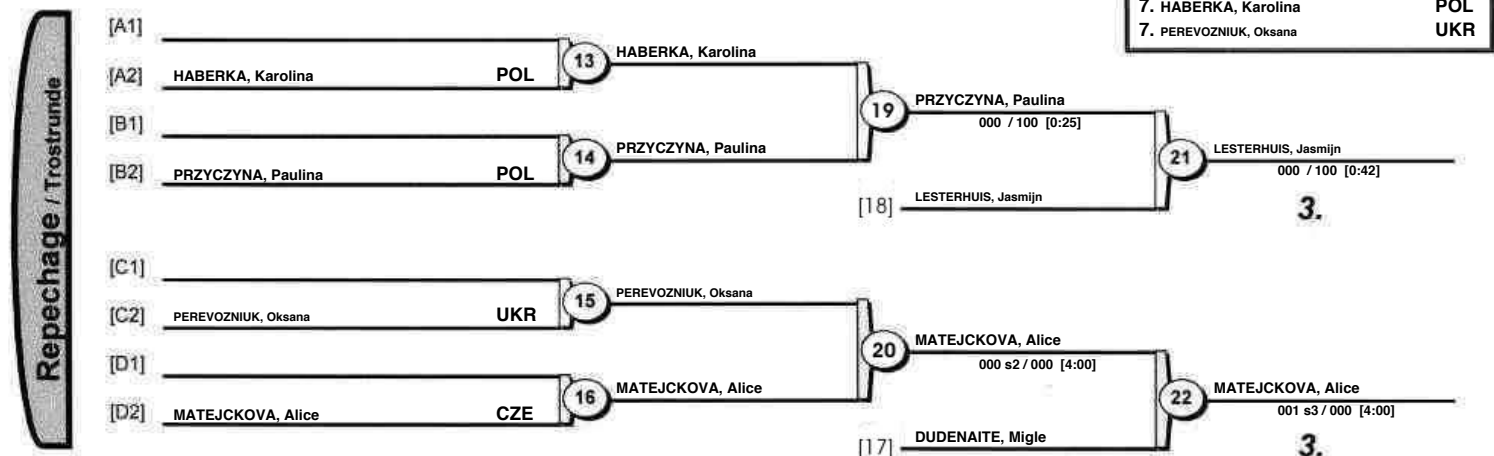 7. HABERKA, Karolina POL
7. PEREVOZNIUK, Oksana UKR
Repechage / Trostrunde
[A1]
[A2] HABERKA, Karolina POL
13 HABERKA, Karolina
[B1]
[B2] PRZYCZYNA, Paulina POL
14 PRZYCZYNA, Paulina
19 PRZYCZYNA, Paulina
000 / 100 [0:25]
[18] LESTERHUIS, Jasmijn
21 LESTERHUIS, Jasmijn
000 / 100 [0:42]
3.
[C1]
[C2] PEREVOZNIUK, Oksana UKR
15 PEREVOZNIUK, Oksana
[D1]
[D2] MATEJCKOVA, Alice CZE
16 MATEJCKOVA, Alice
20 MATEJCKOVA, Alice
000 s2 / 000 [4:00]
[17] DUDENAITE, Migle
22 MATEJCKOVA, Alice
001 s3 / 000 [4:00]
3.